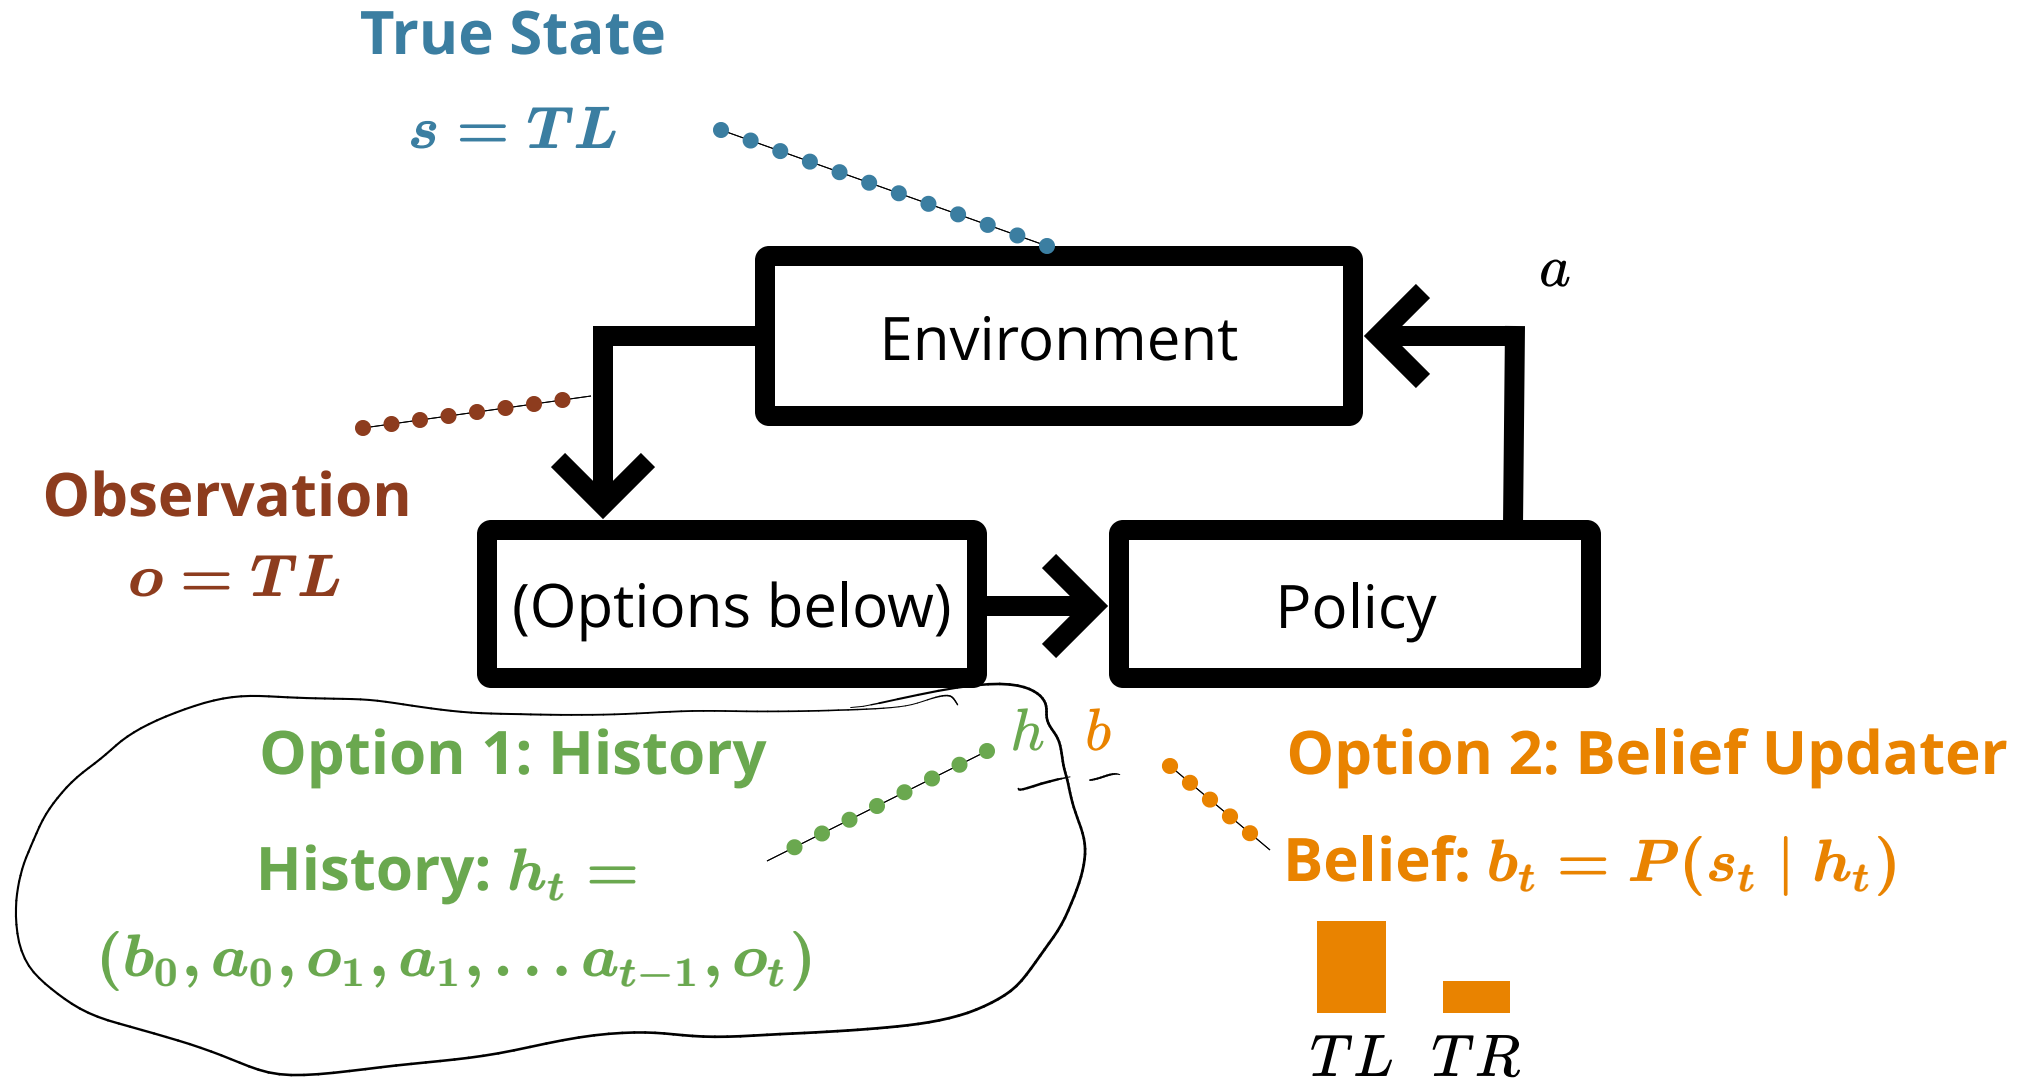 True State
s = TL
a
Environment
Observation
o = TL
(Options below)
Policy
h b
Option 1: History
Option 2: Belief Updater
History: h_t =
(b_0, a_0, o_1, a_1, ... a_{t−1}, o_t)
Belief: b_t = P(s_t | h_t)
TL TR